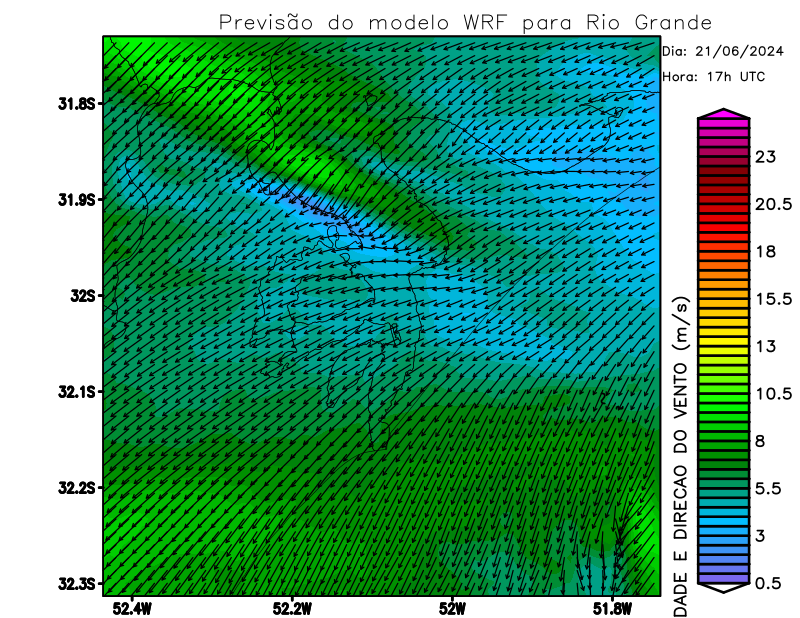 Previsão do modelo WRF para Rio Grande
Dia: 21/06/2024
Hora: 17h UTC
31.8S
31.9S
32S
32.1S
32.2S
32.3S
52.4W 52.2W 52W 51.8W
23
20.5
18
15.5
13
10.5
8
5.5
3
0.5
DADE E DIRECAO DO VENTO (m/s)